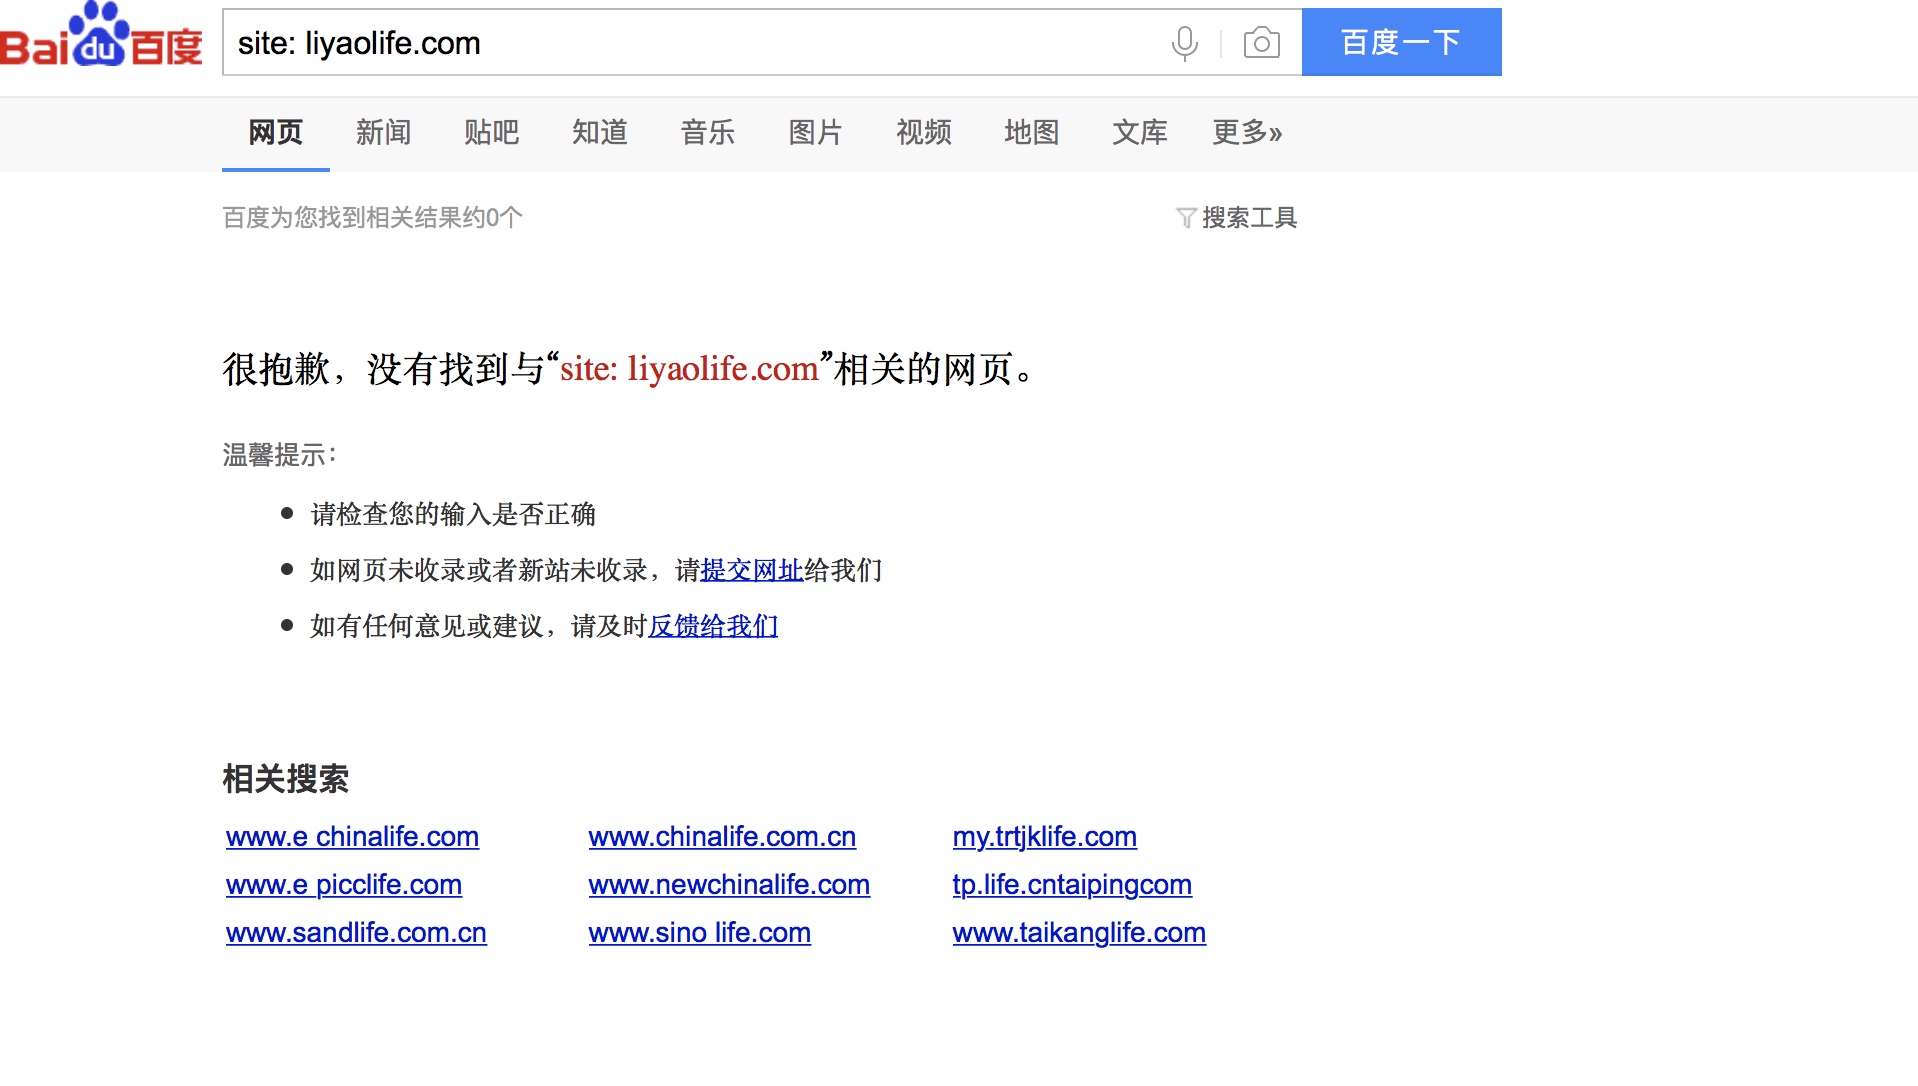 Bai du 百度 site: liyaolife.com 百度一下
网页 新闻 贴吧 知道 音乐 图片 视频 地图 文库 更多»
百度为您找到相关结果约0个 搜索工具
很抱歉，没有找到与“site: liyaolife.com”相关的网页。
温馨提示：
• 请检查您的输入是否正确
• 如网页未收录或者新站未收录，请提交网址给我们
• 如有任何意见或建议，请及时反馈给我们
相关搜索
www.e chinalife.com www.chinalife.com.cn my.trtjklife.com
www.e picclife.com www.newchinalife.com tp.life.cntaipingcom
www.sandlife.com.cn www.sino life.com www.taikanglife.com